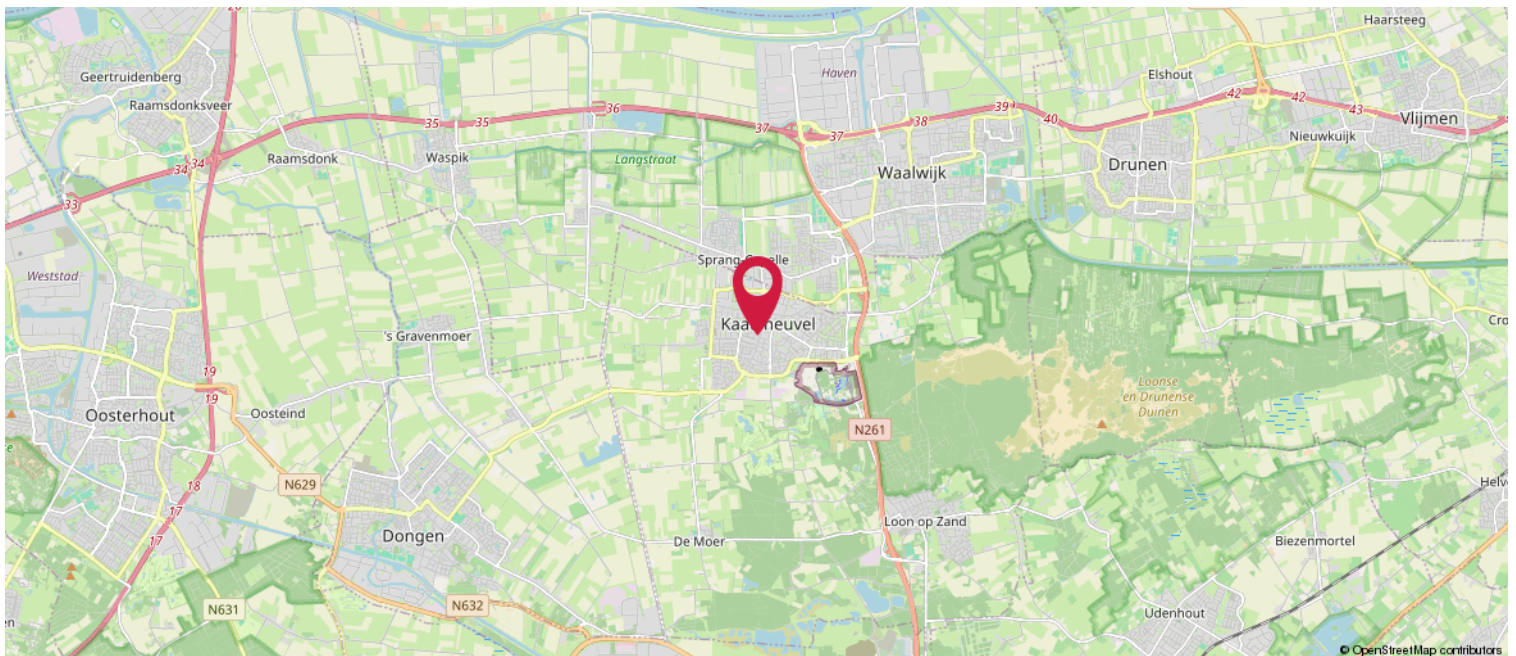 26
Haarsteeg
Geertruidenberg
Haven
Elshout
Raamsdonksveer
42
42
36
39
43
35
35
37
37
38
40
Vlijmen
Nieuwkuijk
34
34
Raamsdonk
Waspik
Langstraat
Waalwijk
Drunen
33
Weststad
's Gravenmoer
19
19
Oosterhout
Oosteind
Loonse
en Drunense
Duinen
N261
18
N629
17
17
Dongen
Loon op Zand
De Moer
Biezenmortel
N631
N632
Udenhout
© OpenStreetMap contributors